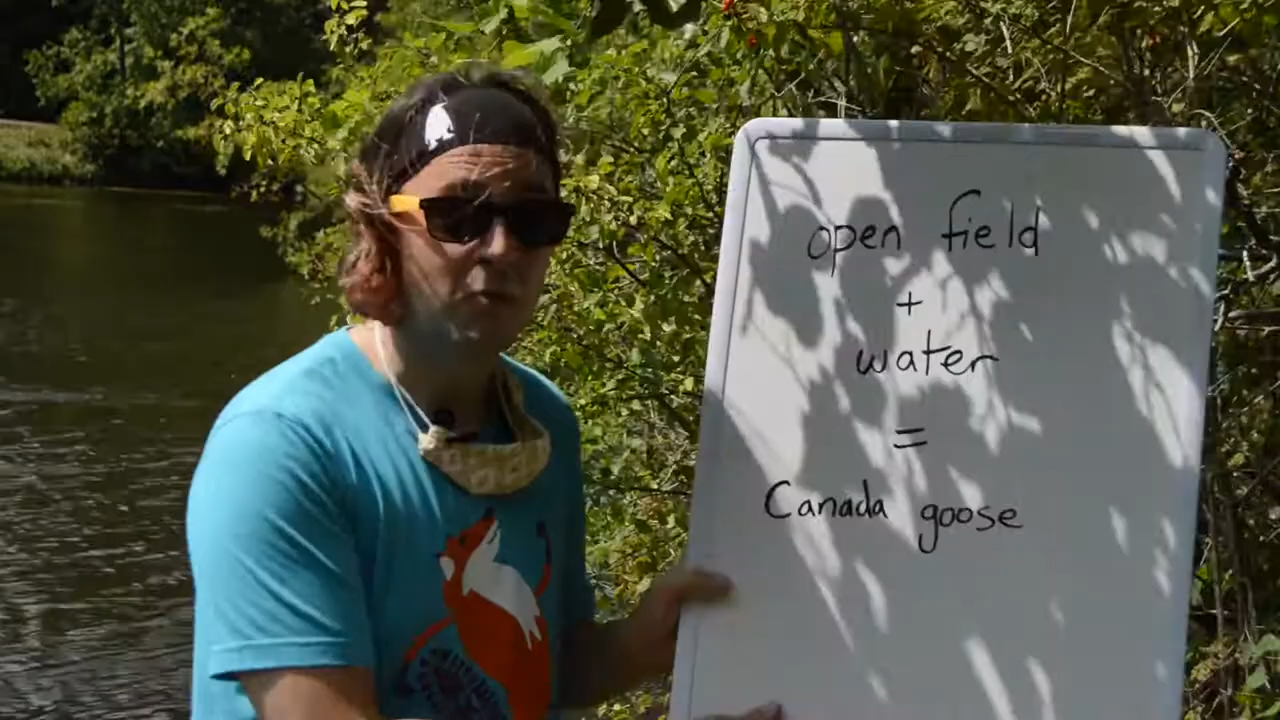 open field
+
water
=
Canada goose